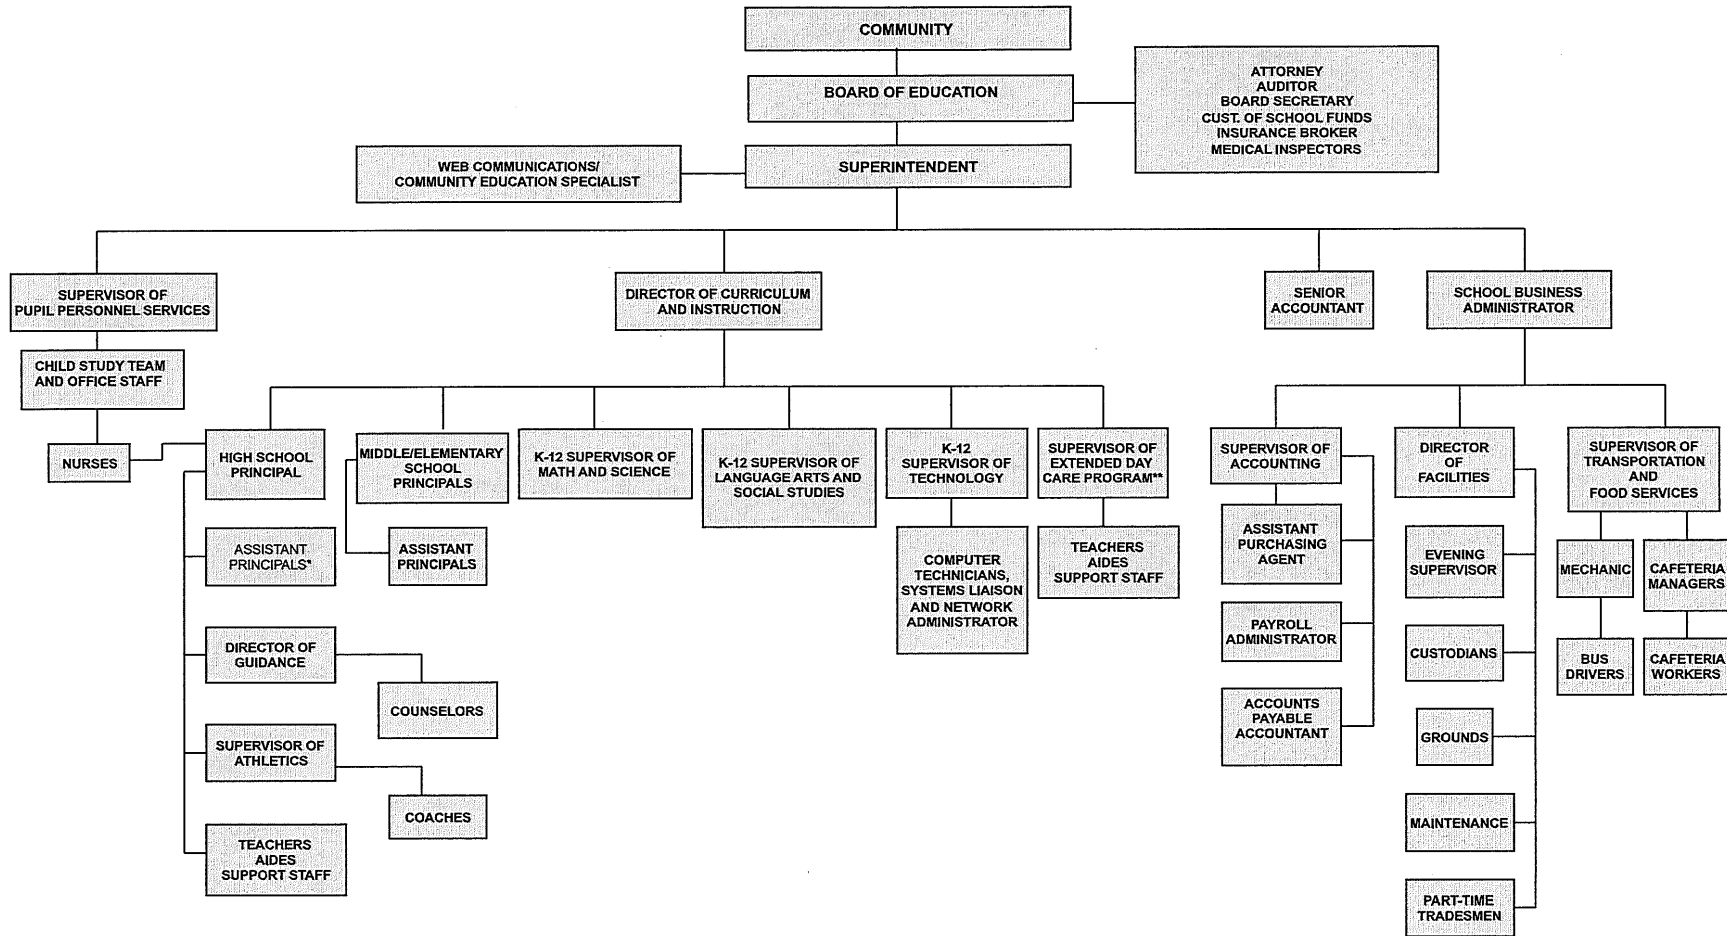 COMMUNITY
BOARD OF EDUCATION
ATTORNEY
AUDITOR
BOARD SECRETARY
CUST. OF SCHOOL FUNDS
INSURANCE BROKER
MEDICAL INSPECTORS
WEB COMMUNICATIONS/
COMMUNITY EDUCATION SPECIALIST
SUPERINTENDENT
SUPERVISOR OF
PUPIL PERSONNEL SERVICES
DIRECTOR OF CURRICULUM
AND INSTRUCTION
SENIOR
ACCOUNTANT
SCHOOL BUSINESS
ADMINISTRATOR
CHILD STUDY TEAM
AND OFFICE STAFF
NURSES
HIGH SCHOOL
PRINCIPAL
MIDDLE/ELEMENTARY
SCHOOL
PRINCIPALS
K-12 SUPERVISOR OF
MATH AND SCIENCE
K-12 SUPERVISOR OF
LANGUAGE ARTS AND
SOCIAL STUDIES
K-12
SUPERVISOR OF
TECHNOLOGY
SUPERVISOR OF
EXTENDED DAY
CARE PROGRAM**
SUPERVISOR OF
ACCOUNTING
DIRECTOR
OF
FACILITIES
SUPERVISOR OF
TRANSPORTATION
AND
FOOD SERVICES
ASSISTANT
PRINCIPALS*
ASSISTANT
PRINCIPALS
COMPUTER
TECHNICIANS,
SYSTEMS LIAISON
AND NETWORK
ADMINISTRATOR
TEACHERS
AIDES
SUPPORT STAFF
ASSISTANT
PURCHASING
AGENT
EVENING
SUPERVISOR
MECHANIC
CAFETERIA
MANAGERS
DIRECTOR OF
GUIDANCE
COUNSELORS
PAYROLL
ADMINISTRATOR
CUSTODIANS
BUS
DRIVERS
CAFETERIA
WORKERS
SUPERVISOR OF
ATHLETICS
COACHES
ACCOUNTS
PAYABLE
ACCOUNTANT
GROUNDS
TEACHERS
AIDES
SUPPORT STAFF
MAINTENANCE
PART-TIME
TRADESMEN